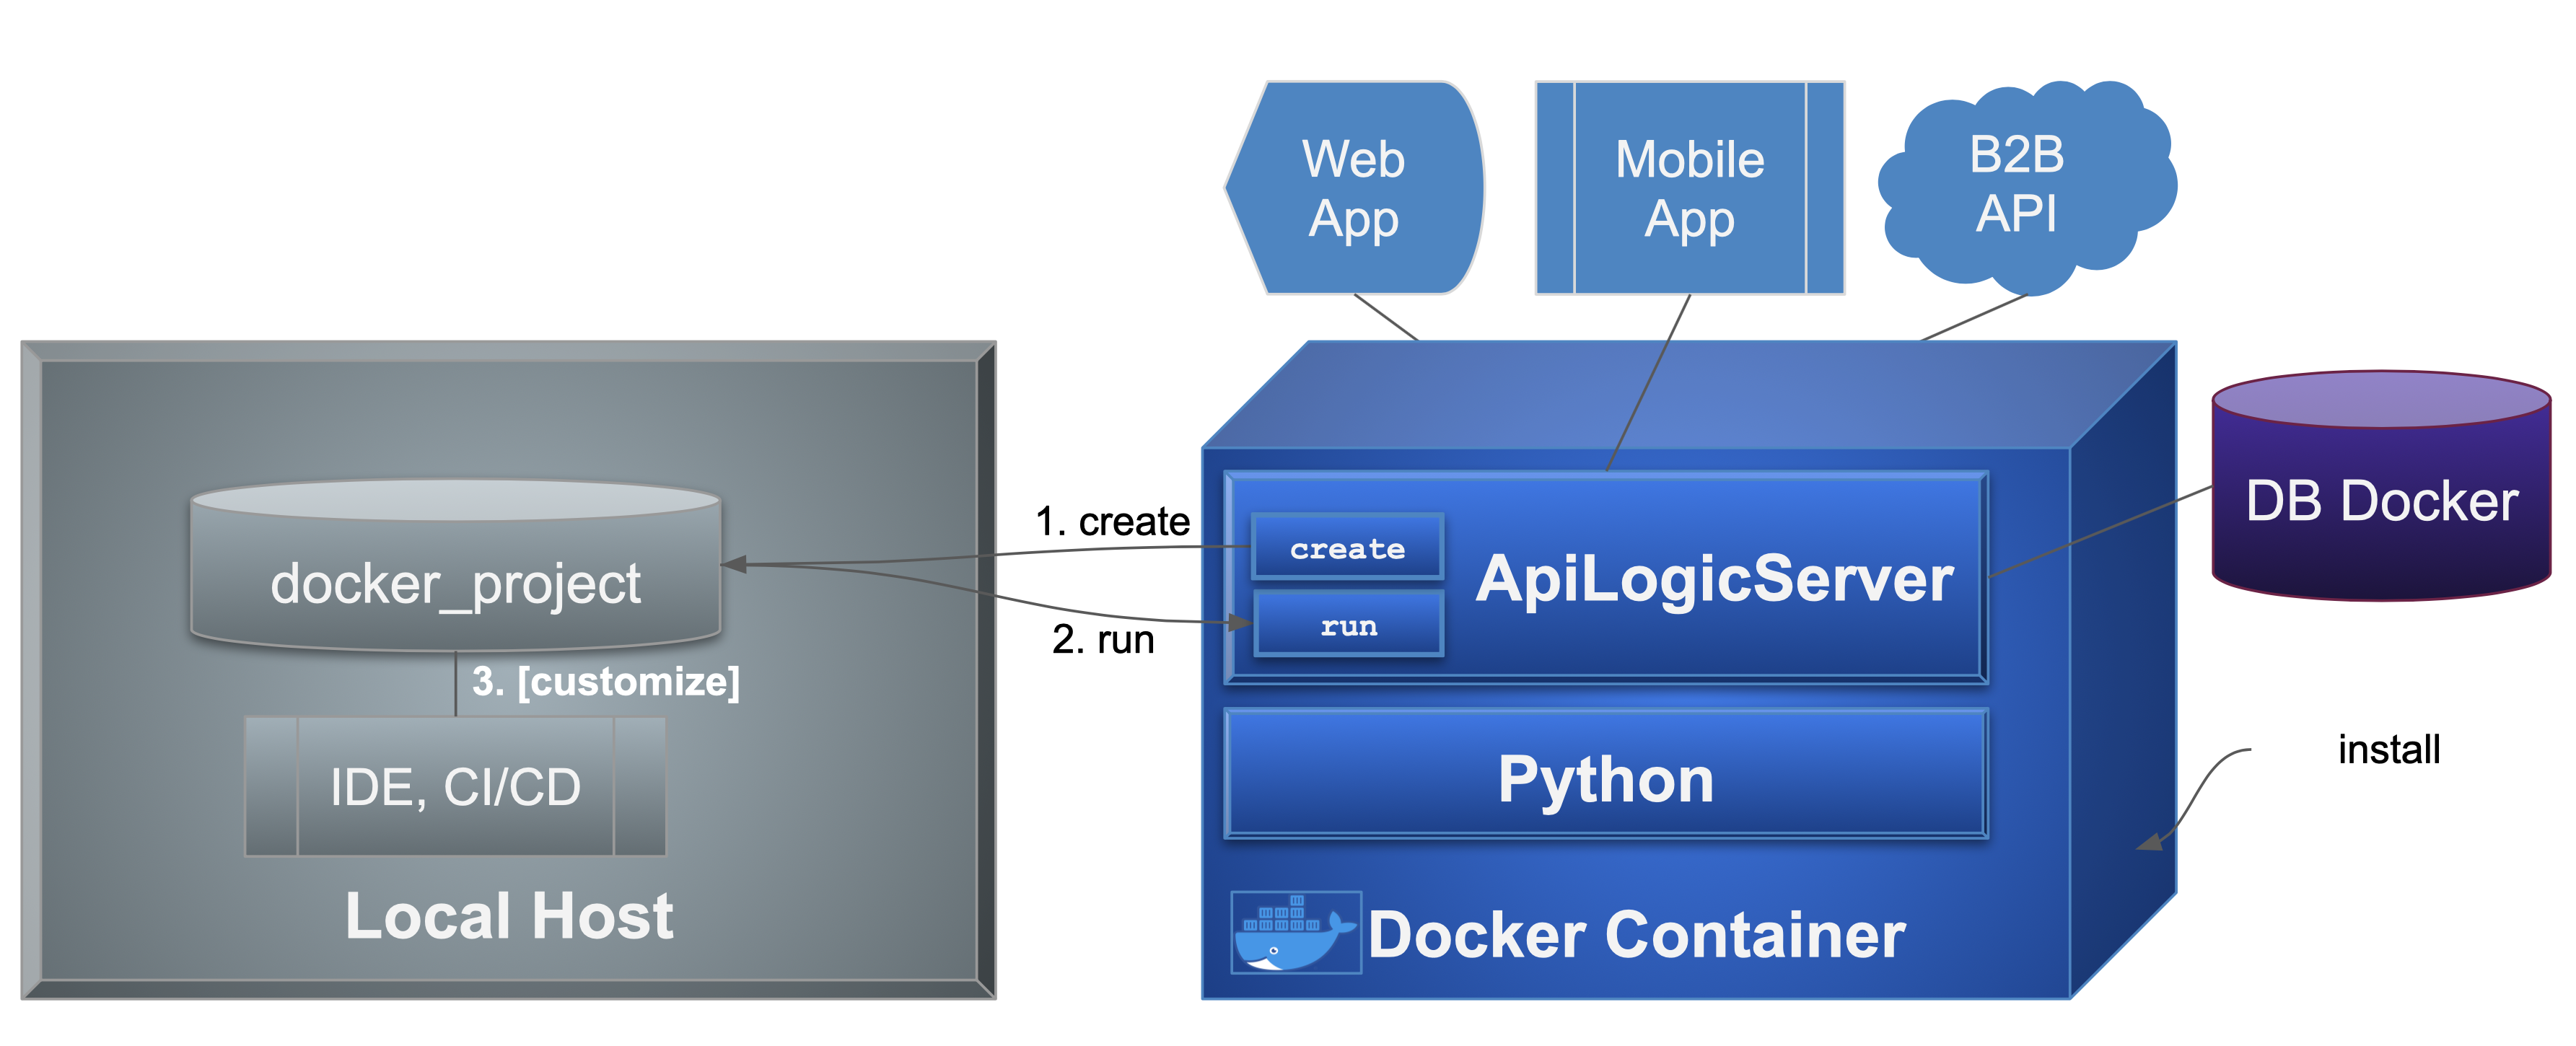 Web
App
Mobile
App
B2B
API
1. create
2. run
docker_project
3. [customize]
IDE, CI/CD
Local Host
create
run
ApiLogicServer
Python
Docker Container
DB Docker
install